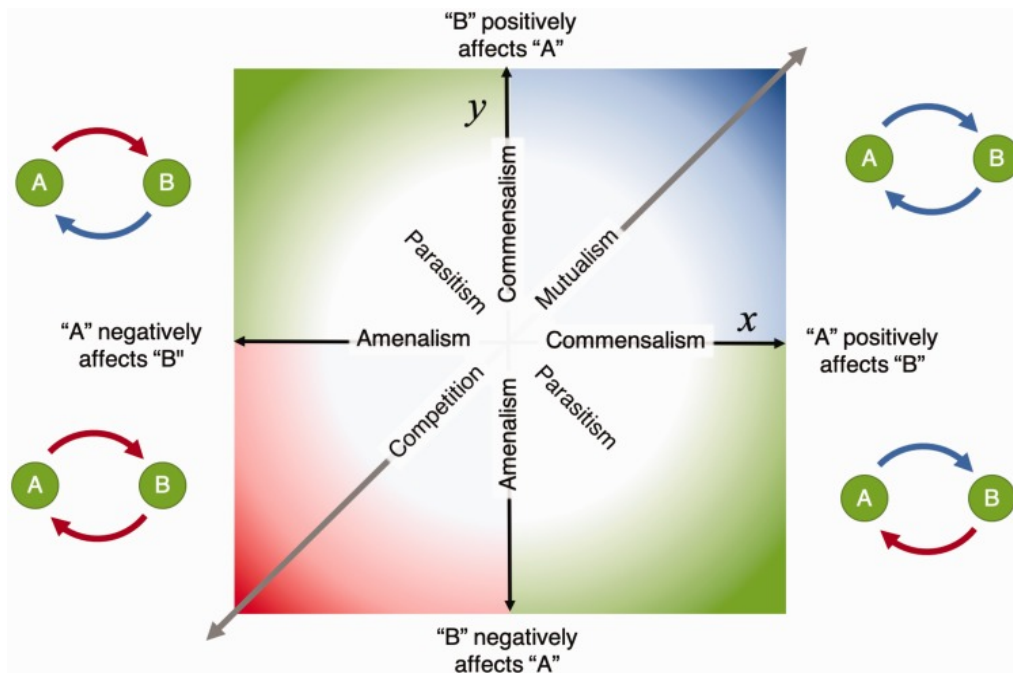 “B” positively
affects “A”
y
A
B
A
B
Commensalism
Parasitism
Mutualism
“A” negatively
affects “B"
Amenalism
Commensalism
x
“A” positively
affects “B”
Competition
Amenalism
Parasitism
A
B
A
B
“B” negatively
affects “A”